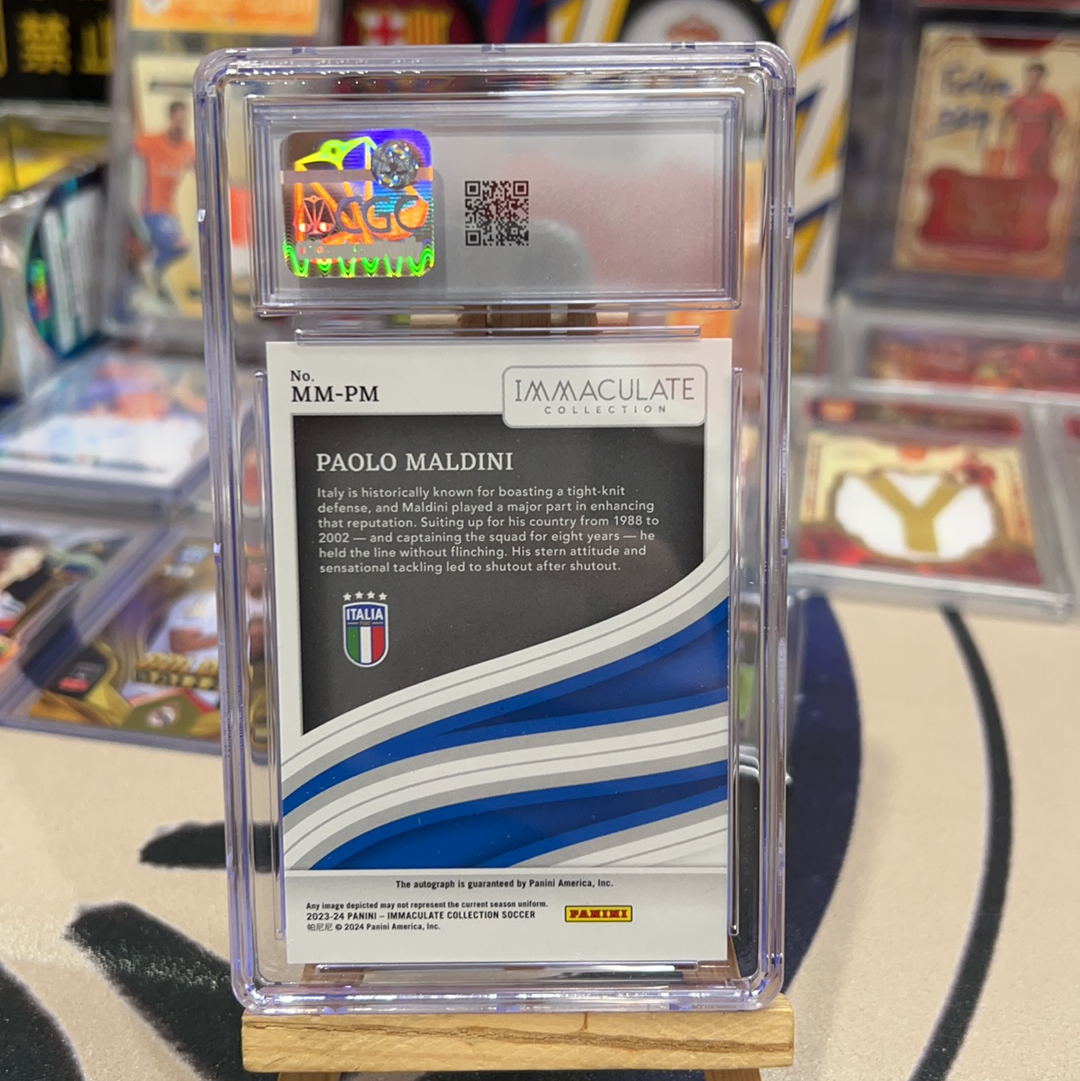 禁止
CGC
No.
MM-PM
IMMACULATE
COLLECTION
PAOLO MALDINI
Italy is historically known for boasting a tight-knit
defense, and Maldini played a major part in enhancing
that reputation. Suiting up for his country from 1988 to
2002 — and captaining the squad for eight years — he
held the line without flinching. His stern attitude and
sensational tackling led to shutout after shutout.
ITALIA
Y
The autograph is guaranteed by Panini America, Inc.
Any image depicted may not represent the current season uniform.
2023-24 PANINI – IMMACULATE COLLECTION SOCCER
帕尼尼 © 2024 Panini America, Inc.
PANINI